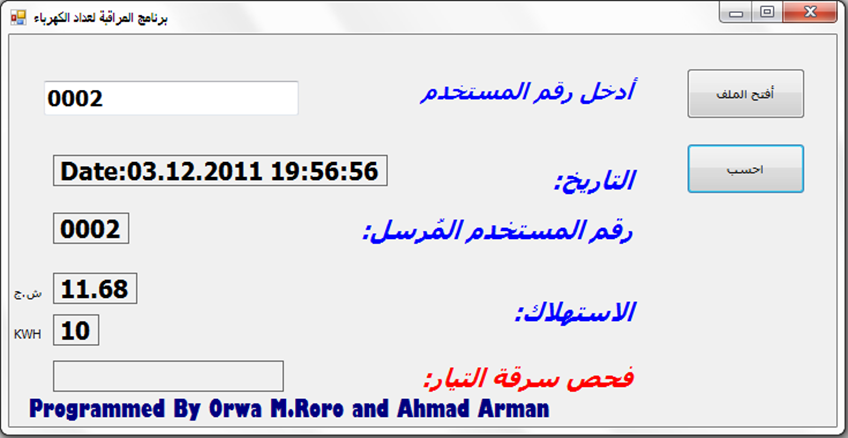 برنامج المراقبة لعداد الكهرباء
أفتح الملف
أدخل رقم المستخدم
0002
احسب
التاريخ:
Date:03.12.2011 19:56:56
رقم المستخدم المُرسل:
0002
الاستهلاك:
11.68
ش.ج
10
KWH
فحص سرقة التيار:
Programmed By Orwa M.Roro and Ahmad Arman